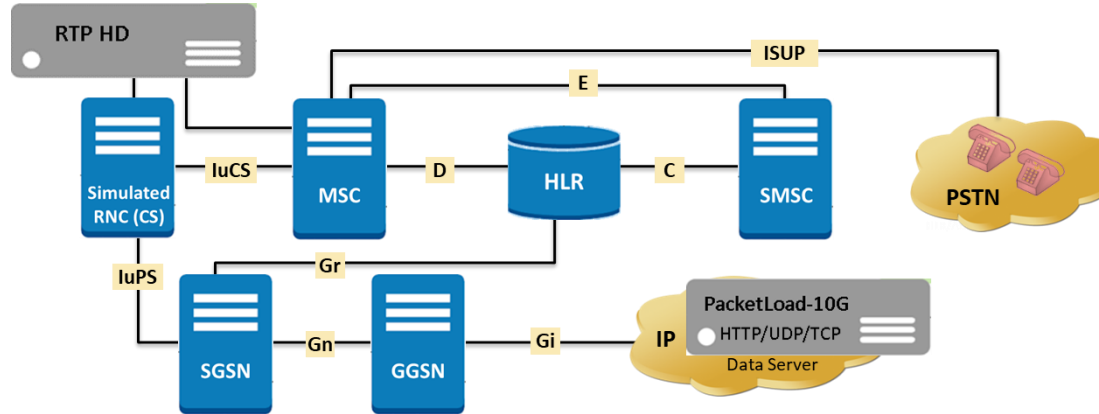 RTP HD
ISUP
E
Simulated
RNC (CS)
IuCS
MSC
D
HLR
C
SMSC
PSTN
IuPS
Gr
SGSN
Gn
GGSN
Gi
IP
PacketLoad-10G
HTTP/UDP/TCP
Data Server